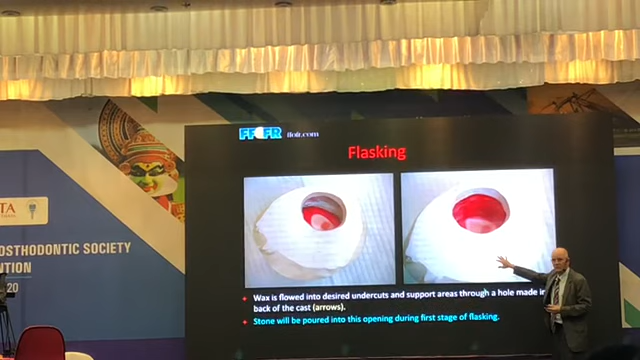 FFOFR ffofr.com
Flasking
TA
OSTHODONTIC SOCIETY
NTION
20
• Wax is flowed into desired undercuts and support areas through a hole made in
back of the cast (arrows).
• Stone will be poured into this opening during first stage of flasking.